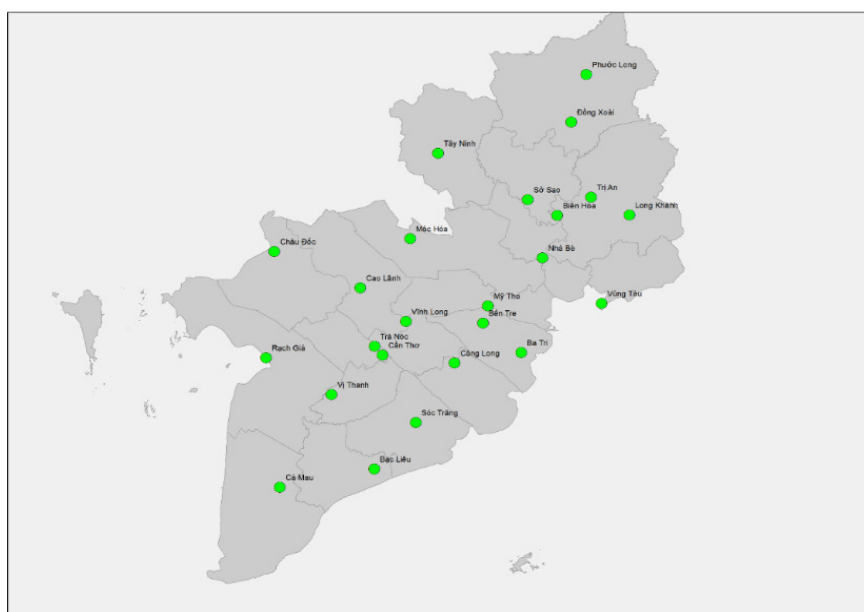 Phước Long
Đồng Xoài
Tây Ninh
Sở Sao
Trị An
Biên Hòa
Long Khánh
Mộc Hóa
Châu Đốc
Nhà Bè
Cao Lãnh
Mỹ Tho
Vũng Tàu
Vĩnh Long
Bến Tre
Trà Nóc
Cần Thơ
Rạch Giá
Ba Tri
Càng Long
Vị Thanh
Sóc Trăng
Bạc Liêu
Cà Mau